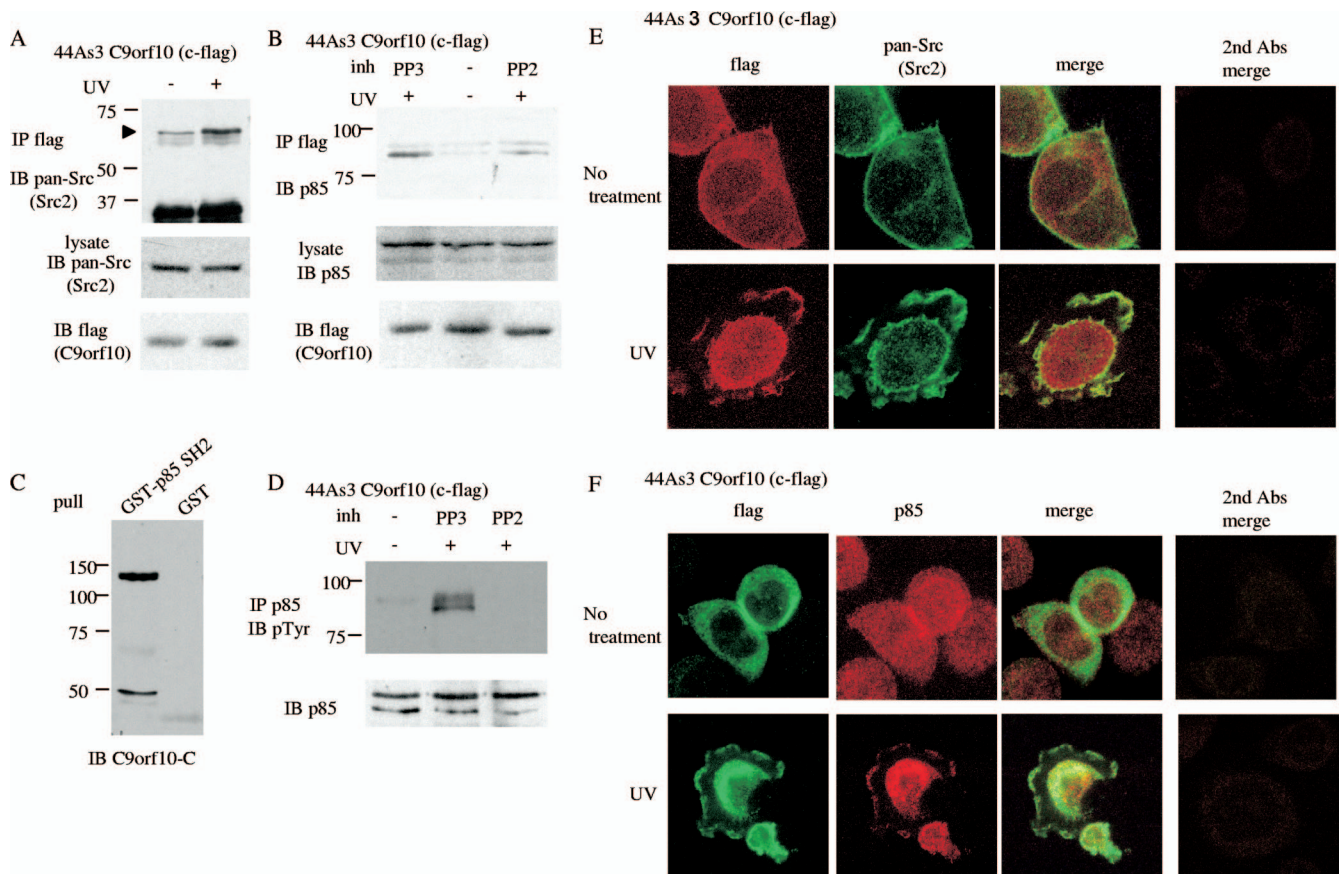 A
44As3 C9orf10 (c-flag)
UV - +
75
IP flag
50
IB pan-Src
(Src2)
37
lysate
IB pan-Src
(Src2)
IB flag
(C9orf10)
B
44As3 C9orf10 (c-flag)
inh PP3 - PP2
UV + - +
100
IP flag
75
IB p85
lysate
IB p85
IB flag
(C9orf10)
C
pull GST-p85 SH2 GST
150
100
50
IB C9orf10-C
D
44As3 C9orf10 (c-flag)
inh - PP3 PP2
UV - + +
100
IP p85
IB pTyr
75
IB p85
E
44As 3 C9orf10 (c-flag)
flag pan-Src (Src2) merge 2nd Abs merge
No
treatment
UV
F
44As3 C9orf10 (c-flag)
flag p85 merge 2nd Abs merge
No
treatment
UV